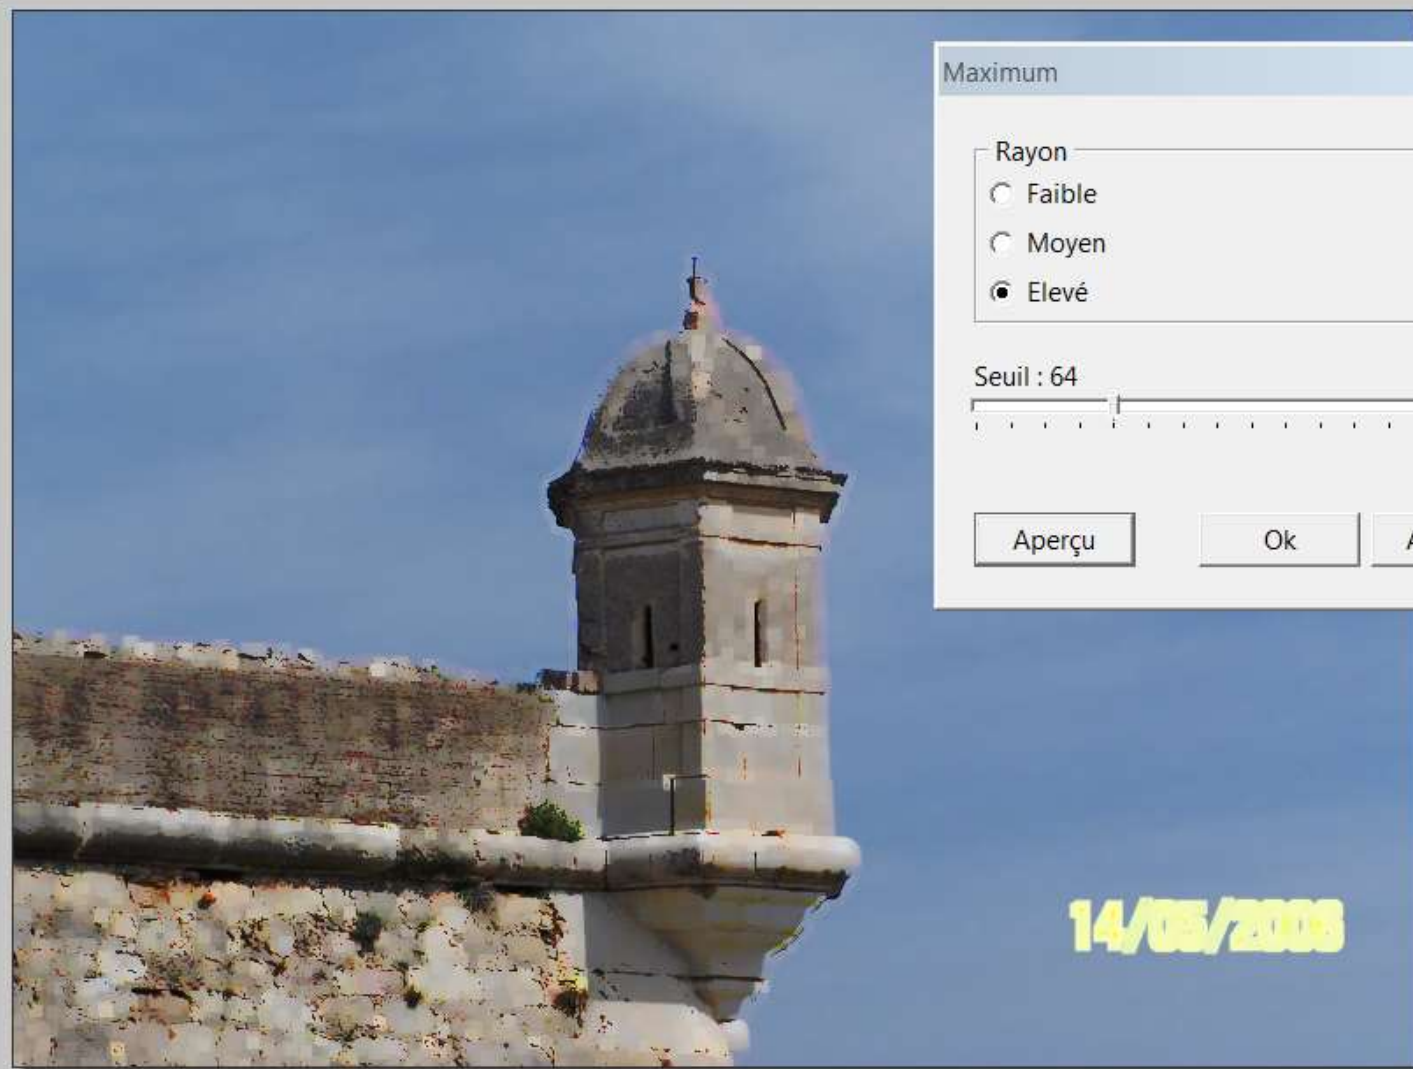 Maximum
Rayon
Faible
Moyen
Elevé
Seuil : 64
Aperçu
Ok